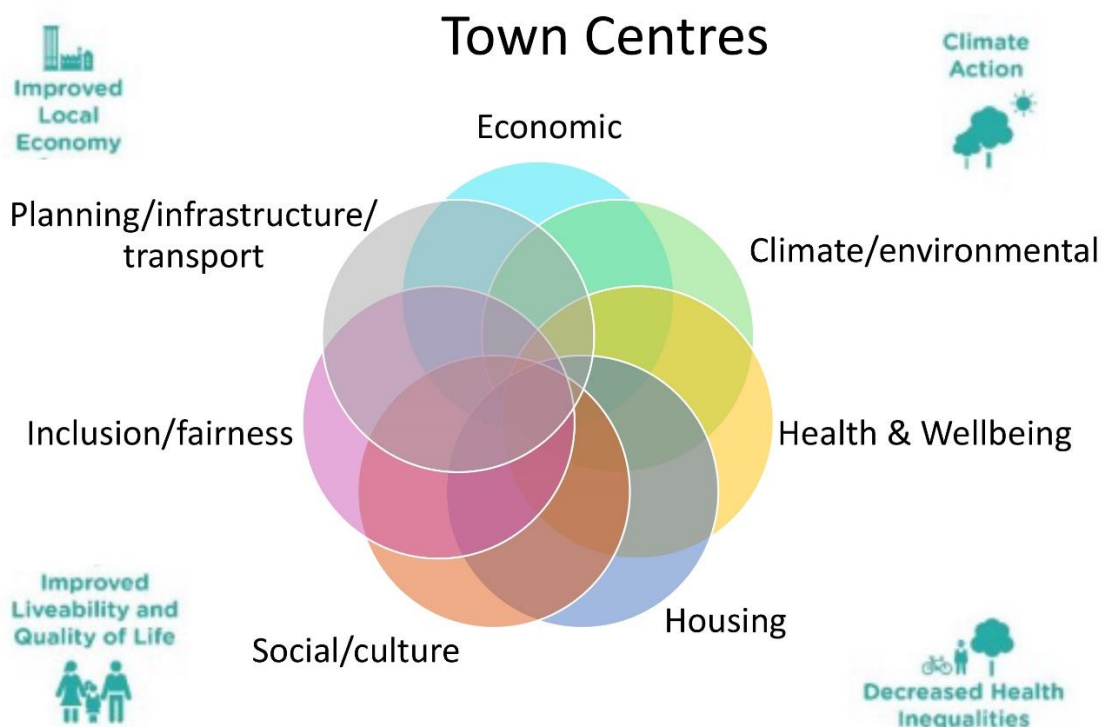 Town Centres
Improved
Local
Economy
Climate
Action
Economic
Planning/infrastructure/
transport
Climate/environmental
Inclusion/fairness
Health & Wellbeing
Improved
Liveability and
Quality of Life
Social/culture
Housing
Decreased Health
Inequalities